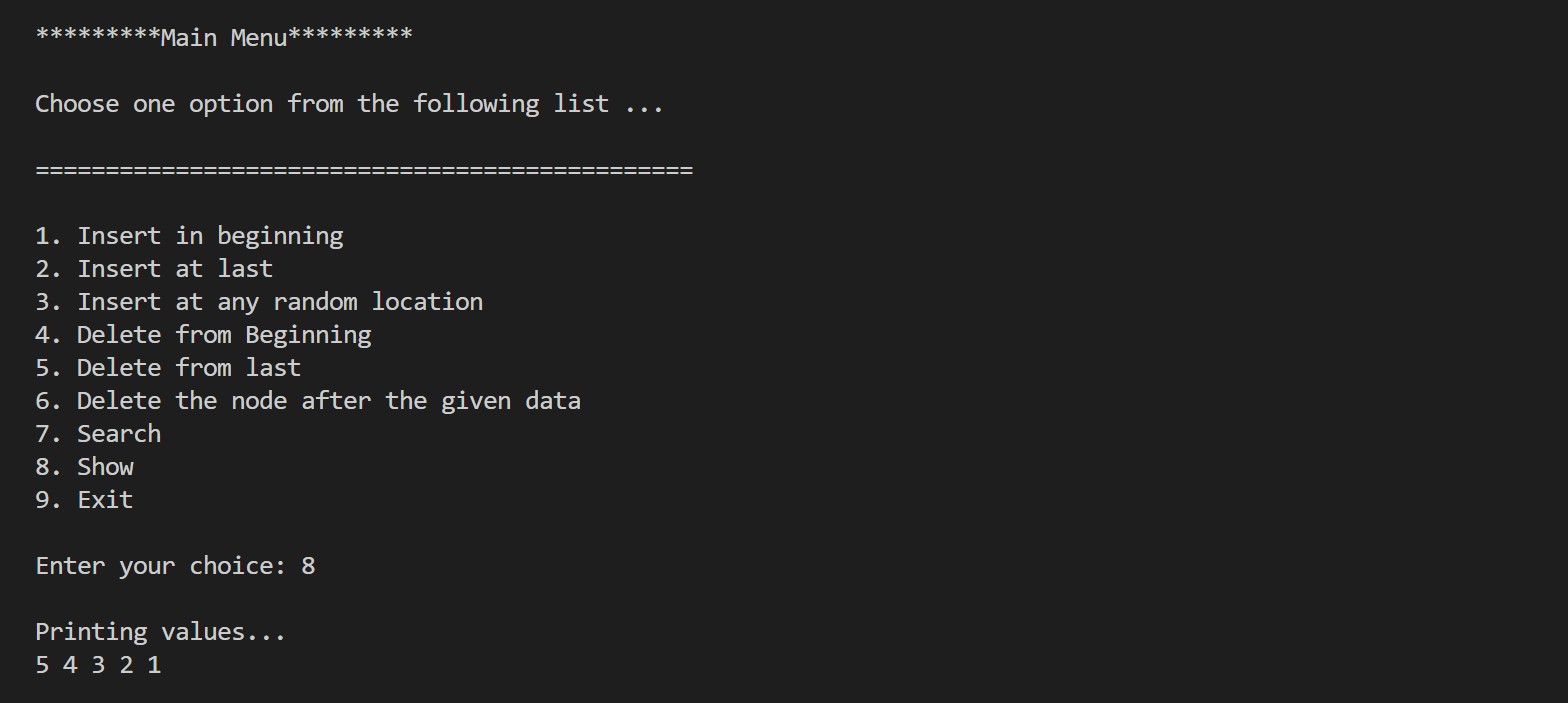 *********Main Menu*********
Choose one option from the following list ...
===============================================
1. Insert in beginning
2. Insert at last
3. Insert at any random location
4. Delete from Beginning
5. Delete from last
6. Delete the node after the given data
7. Search
8. Show
9. Exit
Enter your choice: 8
Printing values...
5 4 3 2 1